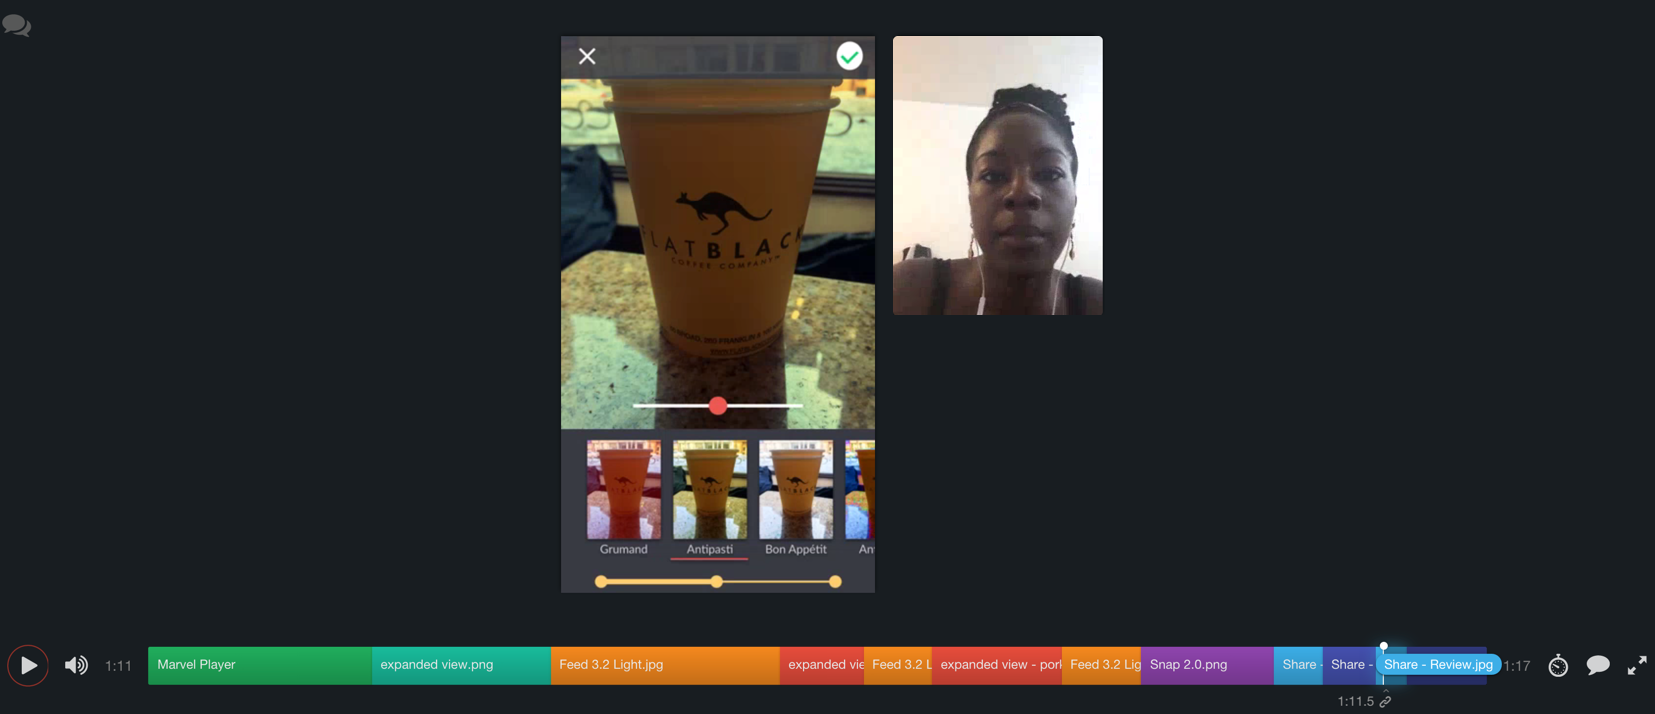 FLATBLACK
COFFEE COMPANY
Grumand
Antipasti
Bon Appétit
An
1:11
Marvel Player
expanded view.png
Feed 3.2 Light.jpg
expanded vie
Feed 3.2 L
expanded view - pork
Feed 3.2 Lig
Snap 2.0.png
Share -
Share -
Share - Review.jpg
1:17
1:11.5